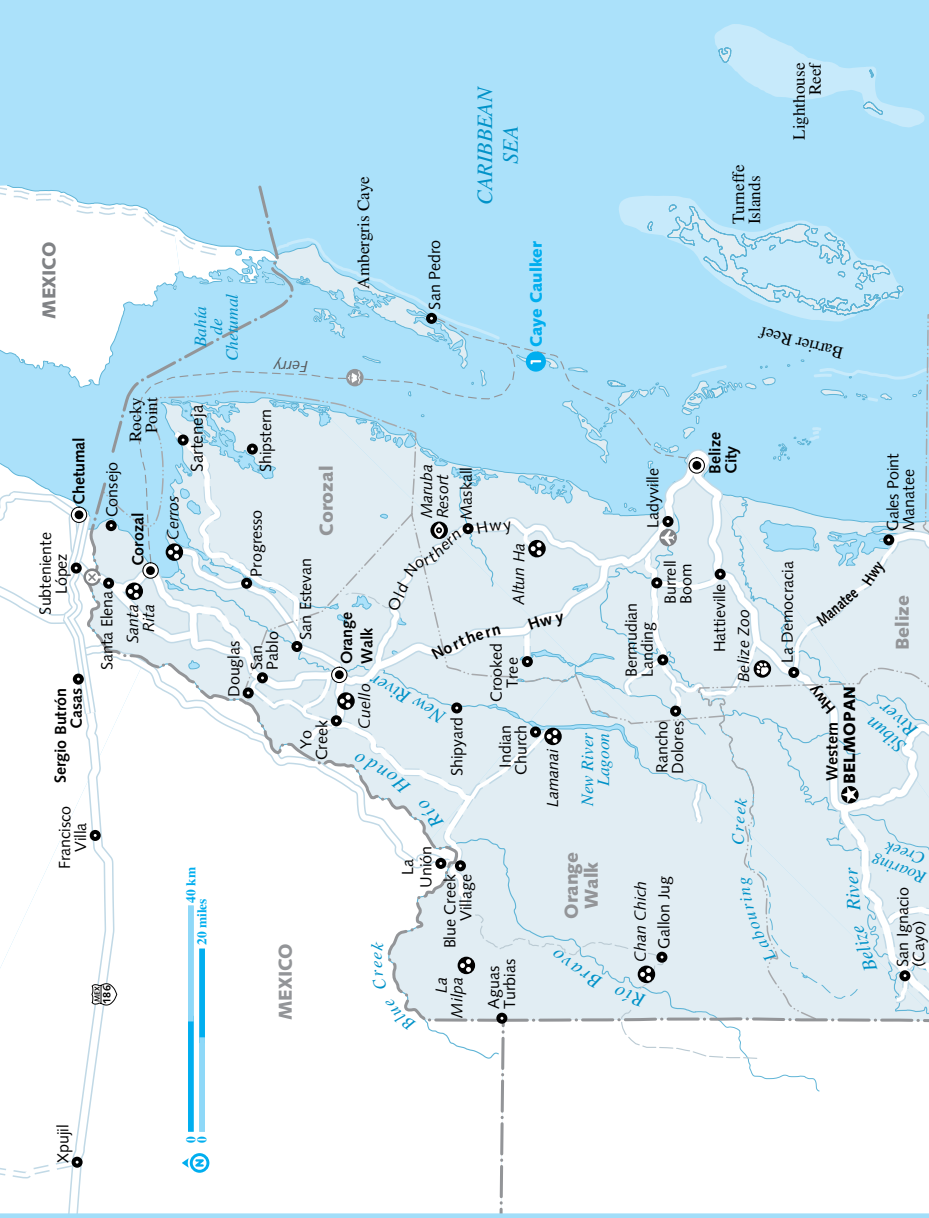 MEXICO
Xpujil
MEX
186
Francisco
Villa
Sergio Butrón
Casas
Subteniente
López
Chetumal
Consejo
Santa Elena
Santa
Rita
Corozal
Rocky
Point
Cerros
Sarteneja
Shipstern
Bahía
de
Chetumal
Ferry
Ambergris Caye
San Pedro
CARIBBEAN
SEA
1 Caye Caulker
Turneffe
Islands
Lighthouse
Reef
Barrier Reef
0
40 km
0
20 miles
N
MEXICO
Douglas
San
Pablo
Progresso
Corozal
San Estevan
Orange
Walk
Cuello
Yo
Creek
Río Hondo
New River
Old Northern Hwy
Maruba
Resort
Maskall
Altun Ha
Northern Hwy
Crooked
Tree
Shipyard
Indian
Church
Lamanai
New River
Lagoon
La
Unión
Blue Creek
Village
Blue Creek
La
Milpa
Aguas
Turbias
Orange
Walk
Río Bravo
Chan Chich
Gallon Jug
Rancho
Dolores
Bermudian
Landing
Burrell
Boom
Ladyville
Belize
City
Hattieville
Belize Zoo
La Democracia
Manatee Hwy
Gales Point
Manatee
Labouring Creek
Western Hwy
BELMOPAN
Sibun
River
Belize River
Roaring
Creek
San Ignacio
(Cayo)
Belize